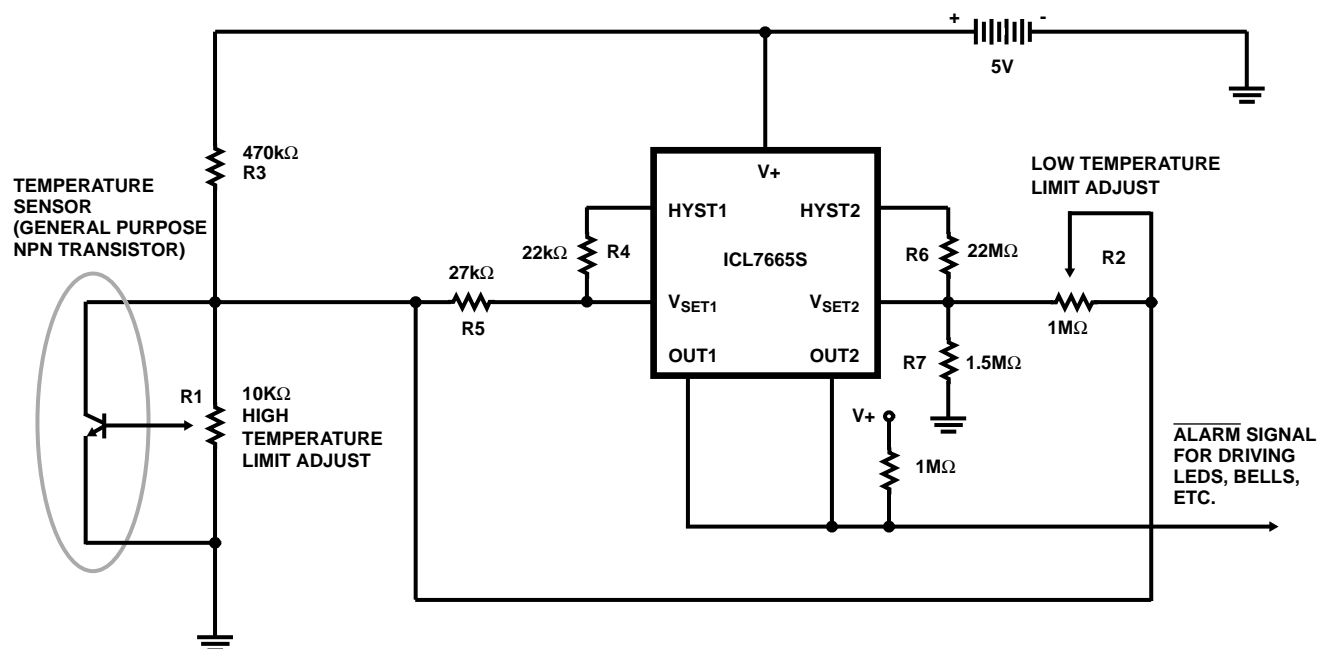 + -
5V
470kΩ
R3
TEMPERATURE
SENSOR
(GENERAL PURPOSE
NPN TRANSISTOR)
V+
LOW TEMPERATURE
LIMIT ADJUST
HYST1
HYST2
22kΩ
R4
ICL7665S
R6
22MΩ
R2
27kΩ
R5
VSET1
VSET2
1MΩ
OUT1
OUT2
R7
1.5MΩ
R1
10KΩ
HIGH
TEMPERATURE
LIMIT ADJUST
V+
1MΩ
ALARM SIGNAL
FOR DRIVING
LEDS, BELLS,
ETC.